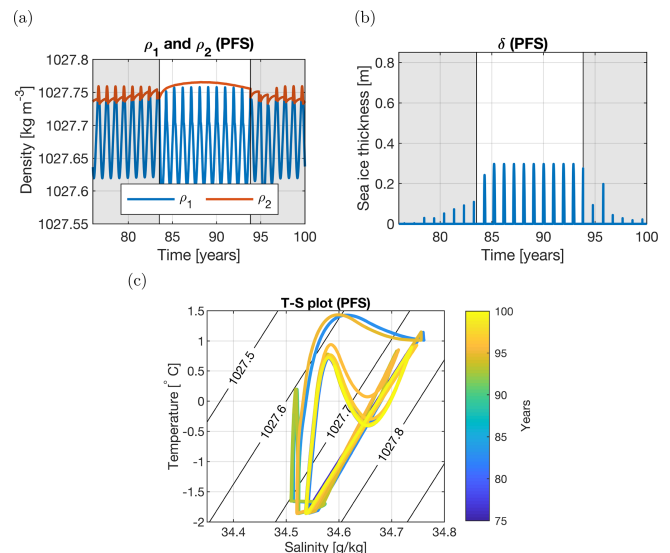 (a)
ρ1 and ρ2 (PFS)
Density [kg m-3]
1027.8
1027.75
1027.7
1027.65
1027.6
1027.55
ρ1 ρ2
80 85 90 95 100
Time [years]
(b)
δ (PFS)
Sea ice thickness [m]
0.8
0.6
0.4
0.2
0
80 85 90 95 100
Time [years]
(c)
T-S plot (PFS)
Temperature [° C]
1.5
1
0.5
0
-0.5
-1
-1.5
-2
1027.5
1027.6
1027.7
1027.8
34.4 34.5 34.6 34.7 34.8
Salinity [g/kg]
100
95
90
85
80
75
Years